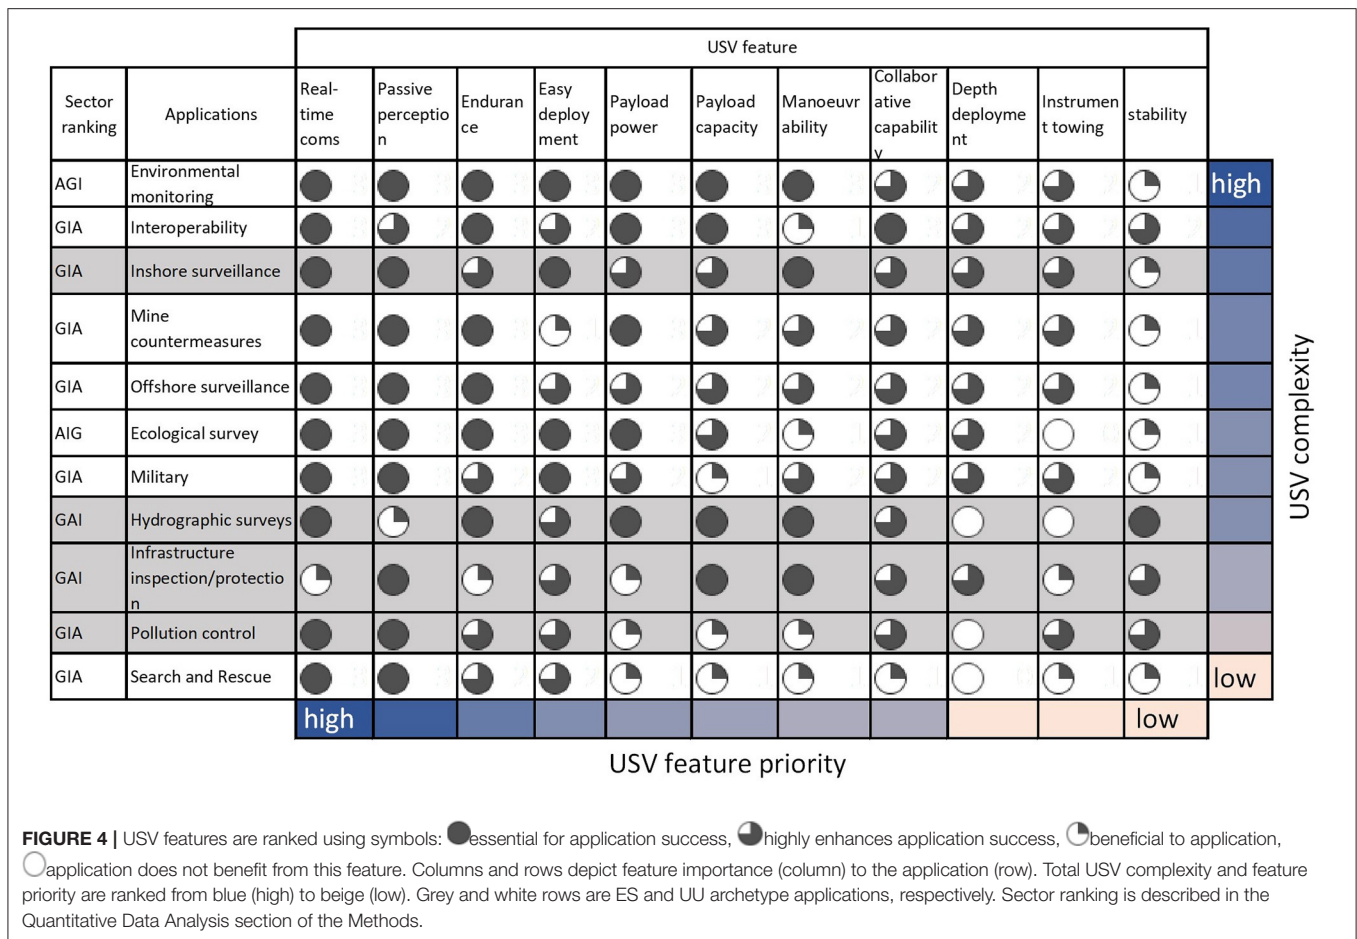 USV feature
Sector
ranking
Applications
Real-
time
coms
Passive
perceptio
n
Enduran
ce
Easy
deploy
ment
Payload
power
Payload
capacity
Manoeuvr
ability
Collabor
ative
capabilit
y
Depth
deployme
nt
Instrumen
t towing
stability
AGI
Environmental
monitoring
high
GIA
Interoperability
GIA
Inshore surveillance
GIA
Mine
countermeasures
GIA
Offshore surveillance
AIG
Ecological survey
GIA
Military
GAI
Hydrographic surveys
GAI
Infrastructure
inspection/protectio
n
GIA
Pollution control
GIA
Search and Rescue
low
USV complexity
high
low
USV feature priority
FIGURE 4 | USV features are ranked using symbols: essential for application success, highly enhances application success, beneficial to application,
application does not benefit from this feature. Columns and rows depict feature importance (column) to the application (row). Total USV complexity and feature
priority are ranked from blue (high) to beige (low). Grey and white rows are ES and UU archetype applications, respectively. Sector ranking is described in the
Quantitative Data Analysis section of the Methods.